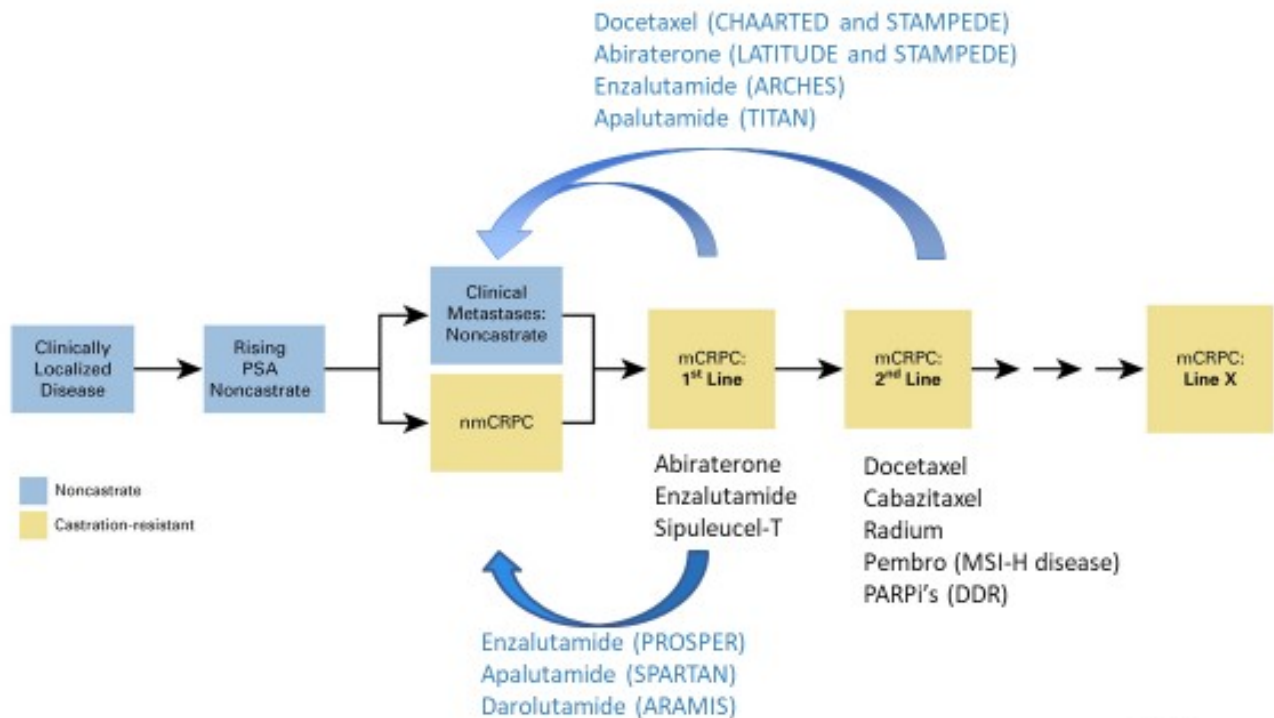 Docetaxel (CHAARTED and STAMPEDE)
Abiraterone (LATITUDE and STAMPEDE)
Enzalutamide (ARCHES)
Apalutamide (TITAN)
Clinically
Localized
Disease
Rising
PSA
Noncastrate
Clinical
Metastases:
Noncastrate
nmCRPC
mCRPC:
1st Line
mCRPC:
2nd Line
mCRPC:
Line X
Noncastrate
Castration-resistant
Abiraterone
Enzalutamide
Sipuleucel-T
Docetaxel
Cabazitaxel
Radium
Pembro (MSI-H disease)
PARPi's (DDR)
Enzalutamide (PROSPER)
Apalutamide (SPARTAN)
Darolutamide (ARAMIS)